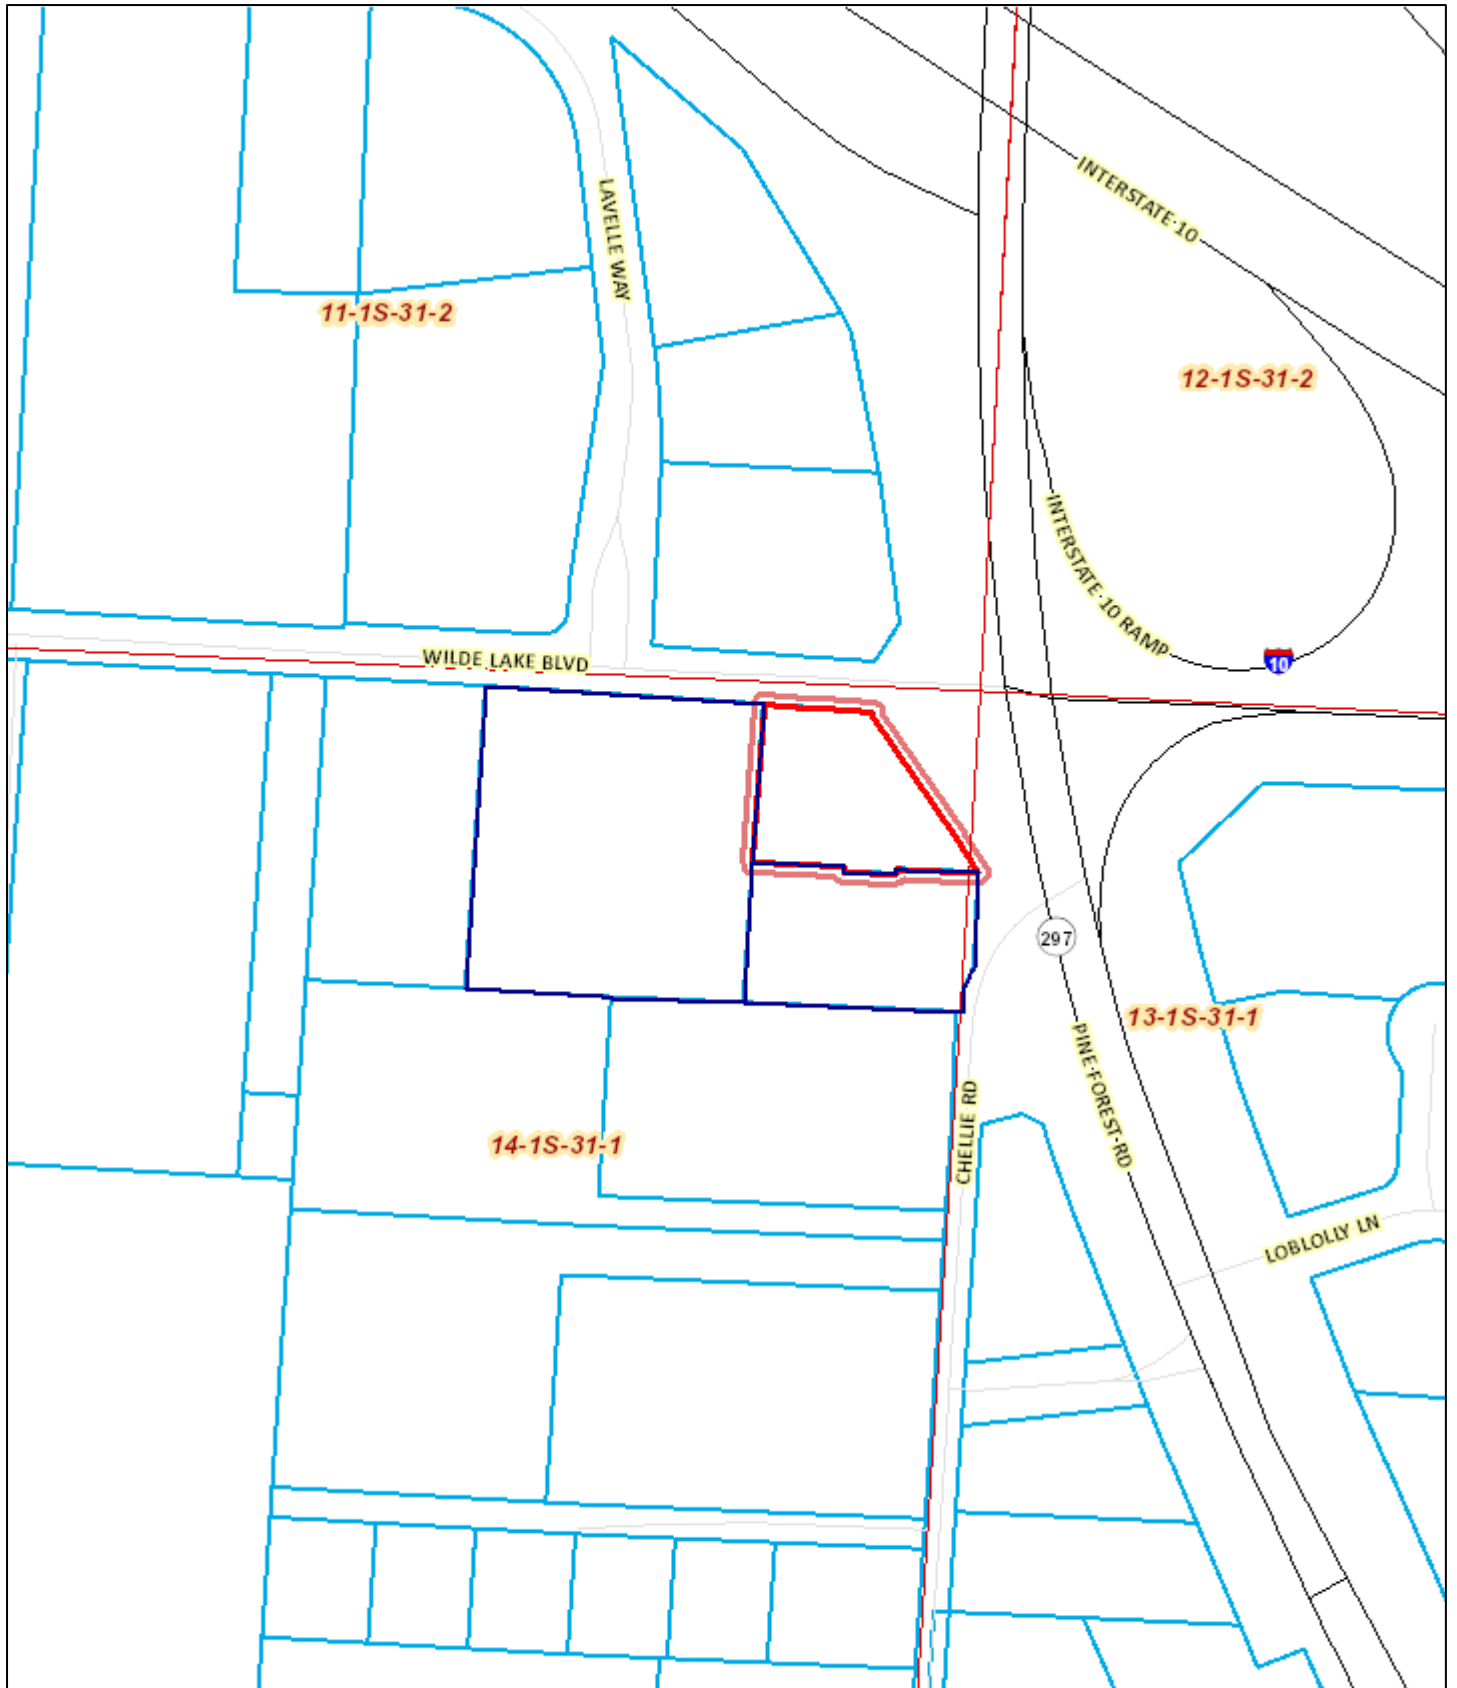 INTERSTATE 10
LAVELLE WAY
11-1S-31-2
12-1S-31-2
INTERSTATE 10 RAMP
WILDE LAKE BLVD
10
297
13-1S-31-1
PINE FOREST RD
CHELLIE RD
14-1S-31-1
LOBLOLLY LN